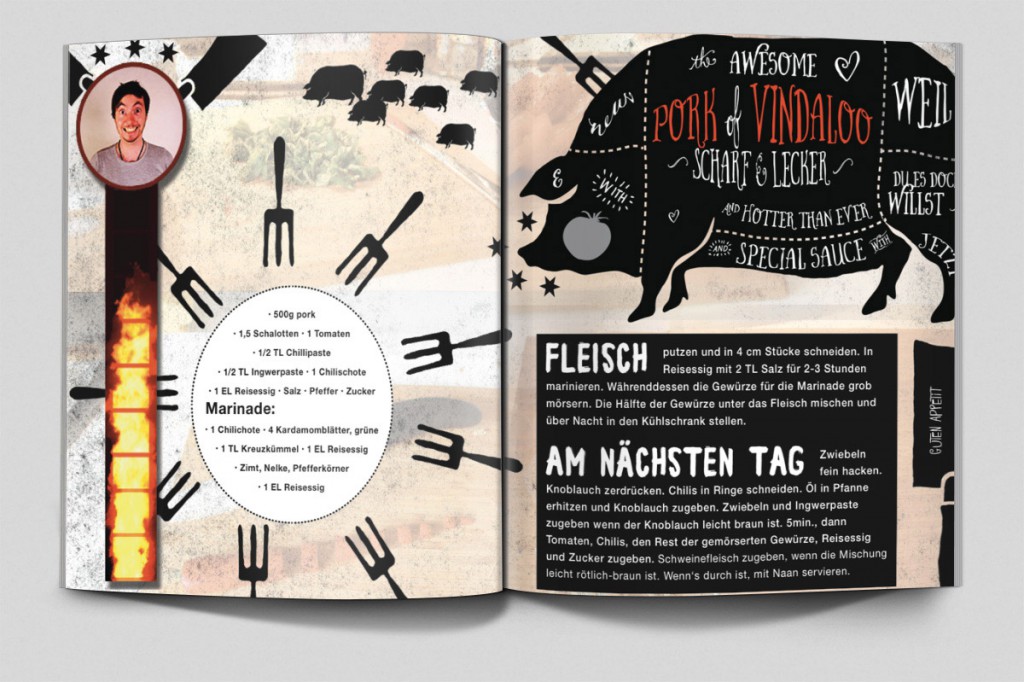 · 500g pork
· 1,5 Schalotten · 1 Tomaten
· 1/2 TL Chillipaste
· 1/2 TL Ingwerpaste · 1 Chilischote
· 1 EL Reisessig · Salz · Pfeffer · Zucker
Marinade:
· 1 Chilichote · 4 Kardamomblätter, grüne
· 1 TL Kreuzkümmel · 1 EL Reisessig
· Zimt, Nelke, Pfefferkörner
· 1 EL Reisessig
the AWESOME
news
PORK of VINDALOO
SCHARF & LECKER
& WITH
AND HOTTER THAN EVER
AND SPECIAL SAUCE WITH
WEIL
DU ES DOC
WILLST
JETZT
FLEISCH putzen und in 4 cm Stücke schneiden. In
Reisessig mit 2 TL Salz für 2-3 Stunden
marinieren. Währenddessen die Gewürze für die Marinade grob
mörsern. Die Hälfte der Gewürze unter das Fleisch mischen und
über Nacht in den Kühlschrank stellen.
AM NÄCHSTEN TAG Zwiebeln
fein hacken.
Knoblauch zerdrücken. Chilis in Ringe schneiden. Öl in Pfanne
erhitzen und Knoblauch zugeben. Zwiebeln und Ingwerpaste
zugeben wenn der Knoblauch leicht braun ist. 5min., dann
Tomaten, Chilis, den Rest der gemörserten Gewürze, Reisessig
und Zucker zugeben. Schweinefleisch zugeben, wenn die Mischung
leicht rötlich-braun ist. Wenn's durch ist, mit Naan servieren.
GUTEN APPETIT